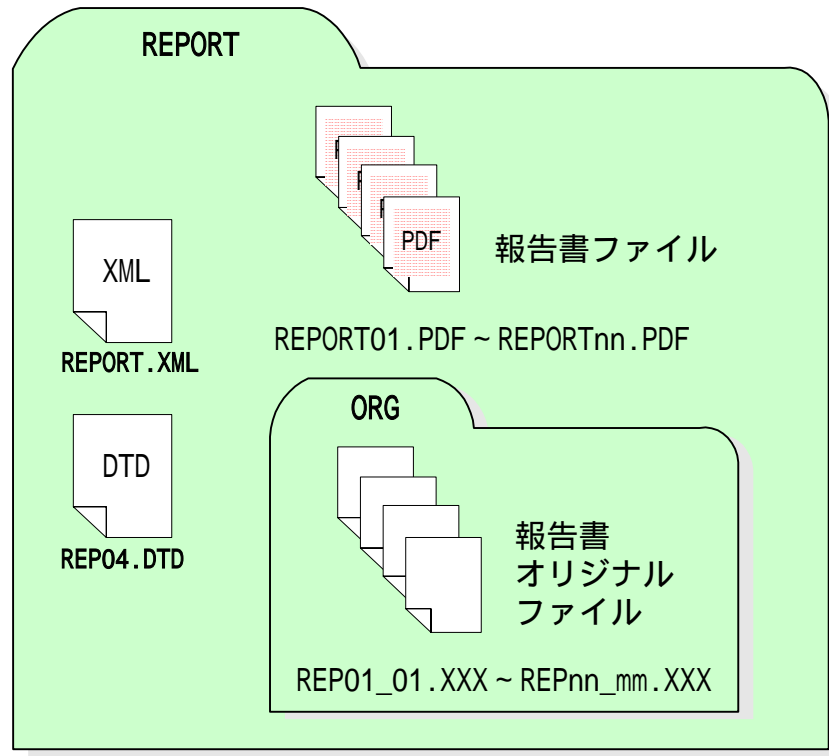 REPORT
PDF
報告書ファイル
REPORT01.PDF~REPORTnn.PDF
XML
REPORT.XML
DTD
REP04.DTD
ORG
報告書
オリジナル
ファイル
REP01_01.XXX~REPnn_mm.XXX